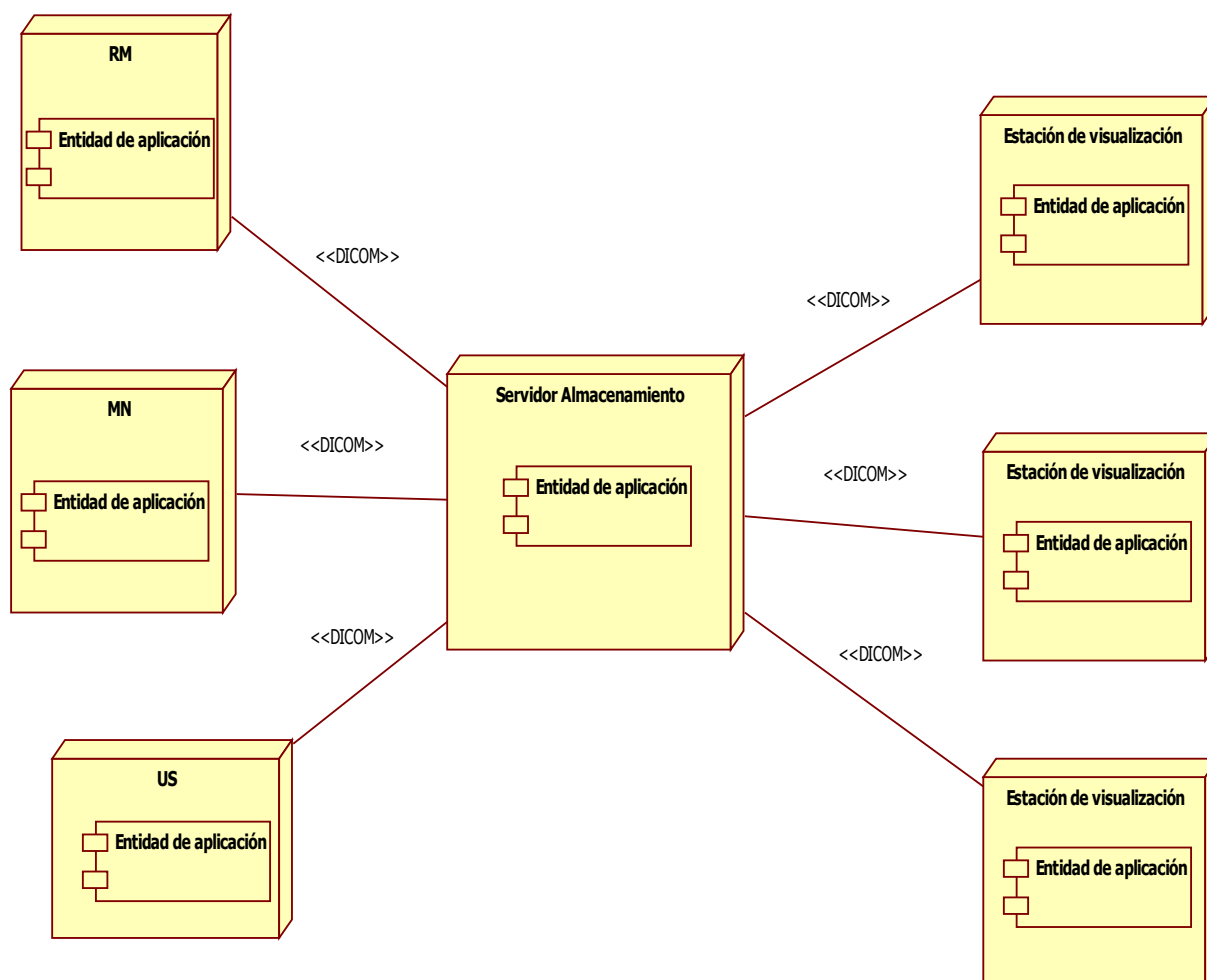 RM
Entidad de aplicación
<<DICOM>>
Estación de visualización
Entidad de aplicación
<<DICOM>>
MN
Entidad de aplicación
<<DICOM>>
Servidor Almacenamiento
Entidad de aplicación
<<DICOM>>
Estación de visualización
Entidad de aplicación
<<DICOM>>
US
Entidad de aplicación
<<DICOM>>
Estación de visualización
Entidad de aplicación